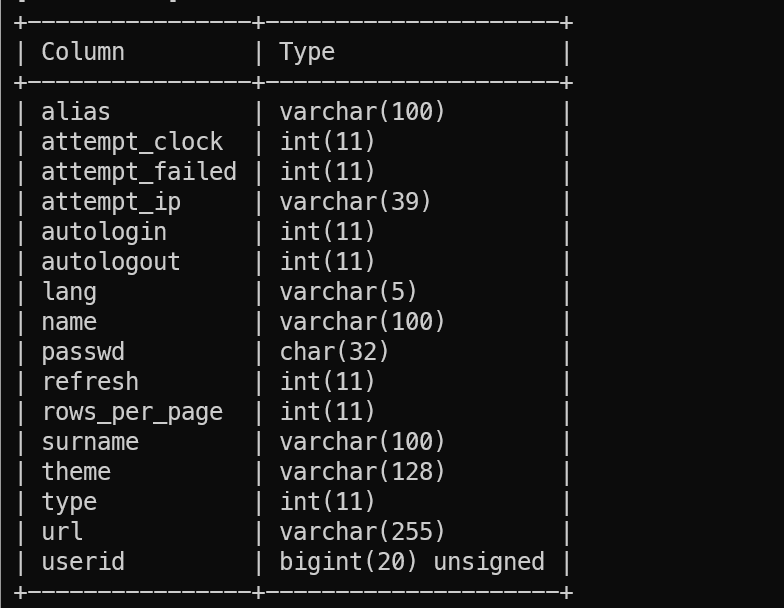 +----------------+---------------------+
| Column         | Type                |
+----------------+---------------------+
| alias          | varchar(100)        |
| attempt_clock  | int(11)             |
| attempt_failed | int(11)             |
| attempt_ip     | varchar(39)         |
| autologin      | int(11)             |
| autologout     | int(11)             |
| lang           | varchar(5)          |
| name           | varchar(100)        |
| passwd         | char(32)            |
| refresh        | int(11)             |
| rows_per_page  | int(11)             |
| surname        | varchar(100)        |
| theme          | varchar(128)        |
| type           | int(11)             |
| url            | varchar(255)        |
| userid         | bigint(20) unsigned |
+----------------+---------------------+